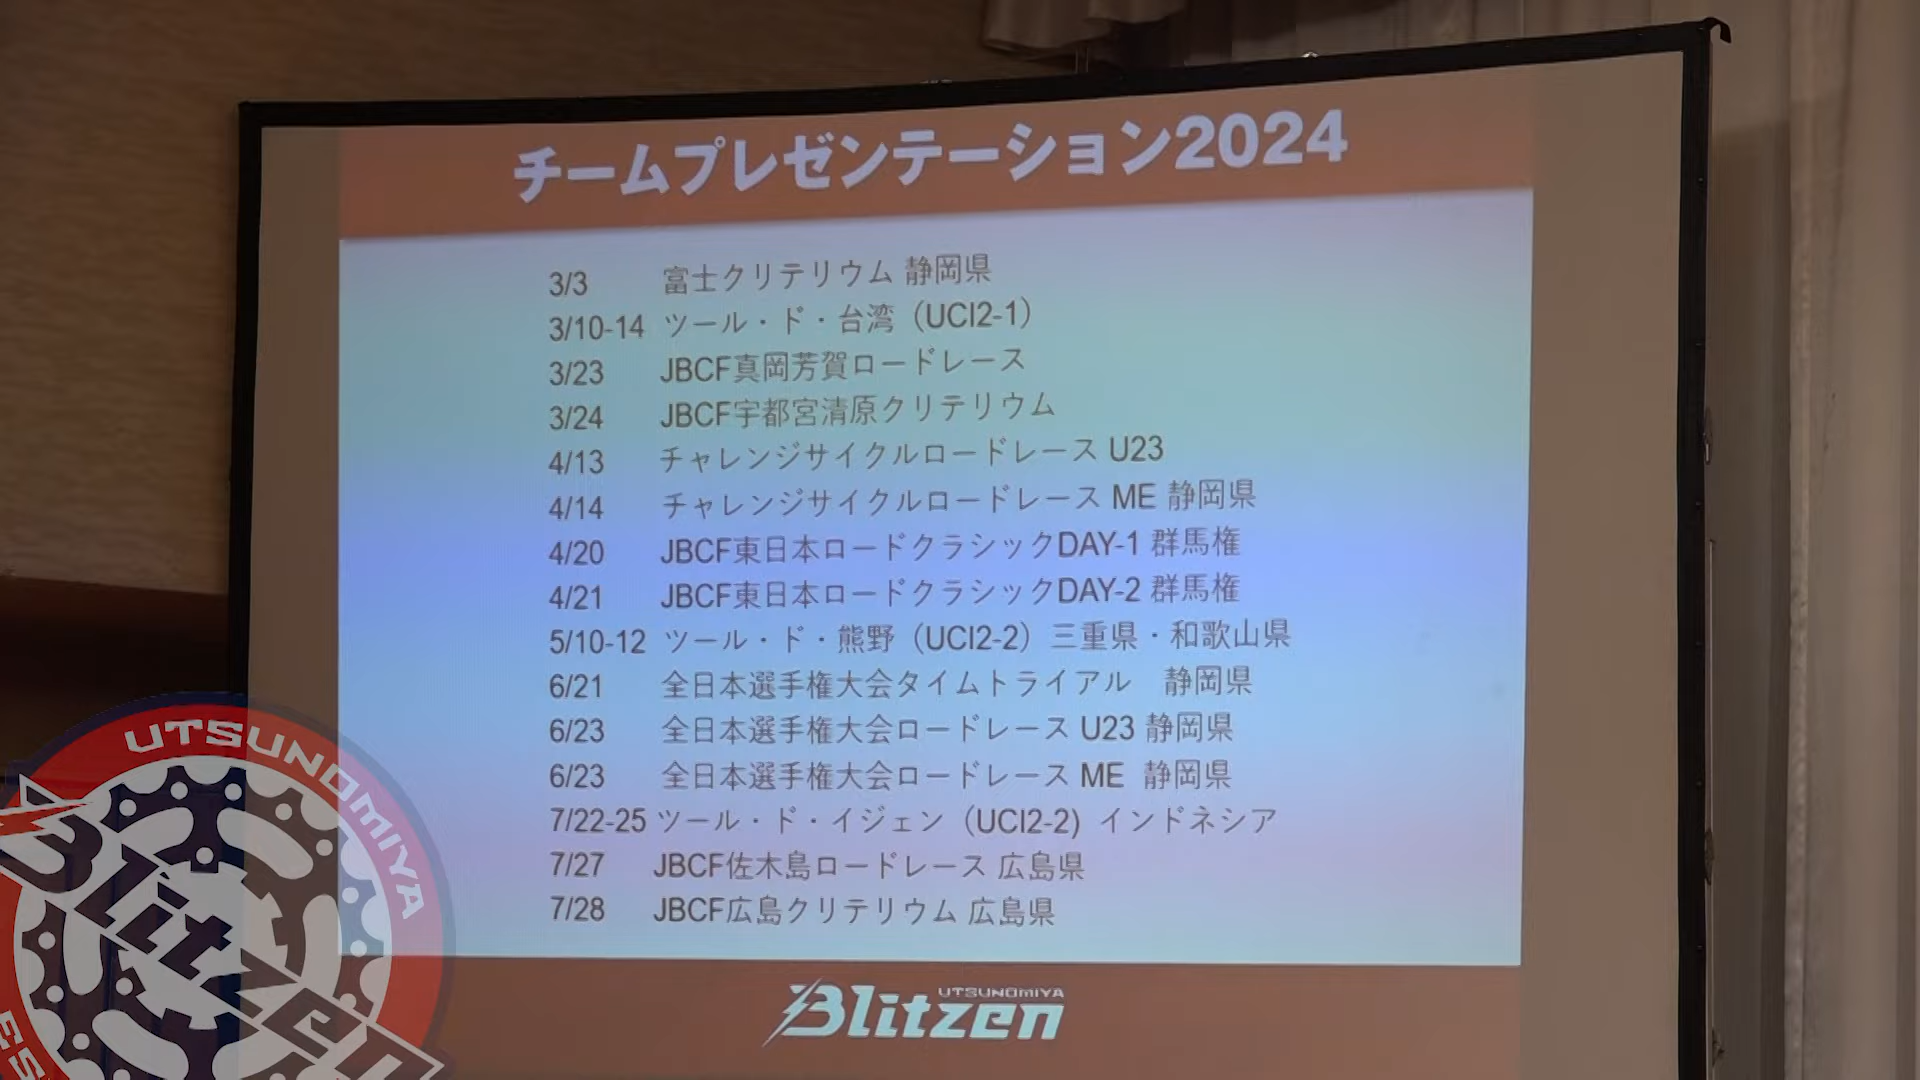 チームプレゼンテーション2024
3/3 富士クリテリウム 静岡県
3/10-14 ツール・ド・台湾（UCI2-1）
3/23 JBCF真岡芳賀ロードレース
3/24 JBCF宇都宮清原クリテリウム
4/13 チャレンジサイクルロードレース U23
4/14 チャレンジサイクルロードレース ME 静岡県
4/20 JBCF東日本ロードクラシックDAY-1 群馬権
4/21 JBCF東日本ロードクラシックDAY-2 群馬権
5/10-12 ツール・ド・熊野（UCI2-2）三重県・和歌山県
6/21 全日本選手権大会タイムトライアル 静岡県
6/23 全日本選手権大会ロードレース U23 静岡県
6/23 全日本選手権大会ロードレース ME 静岡県
7/22-25 ツール・ド・イジェン（UCI2-2) インドネシア
7/27 JBCF佐木島ロードレース 広島県
7/28 JBCF広島クリテリウム 広島県
UTSUNOMIYA
Blitzen
UTSUNOMIYA
Blitzen